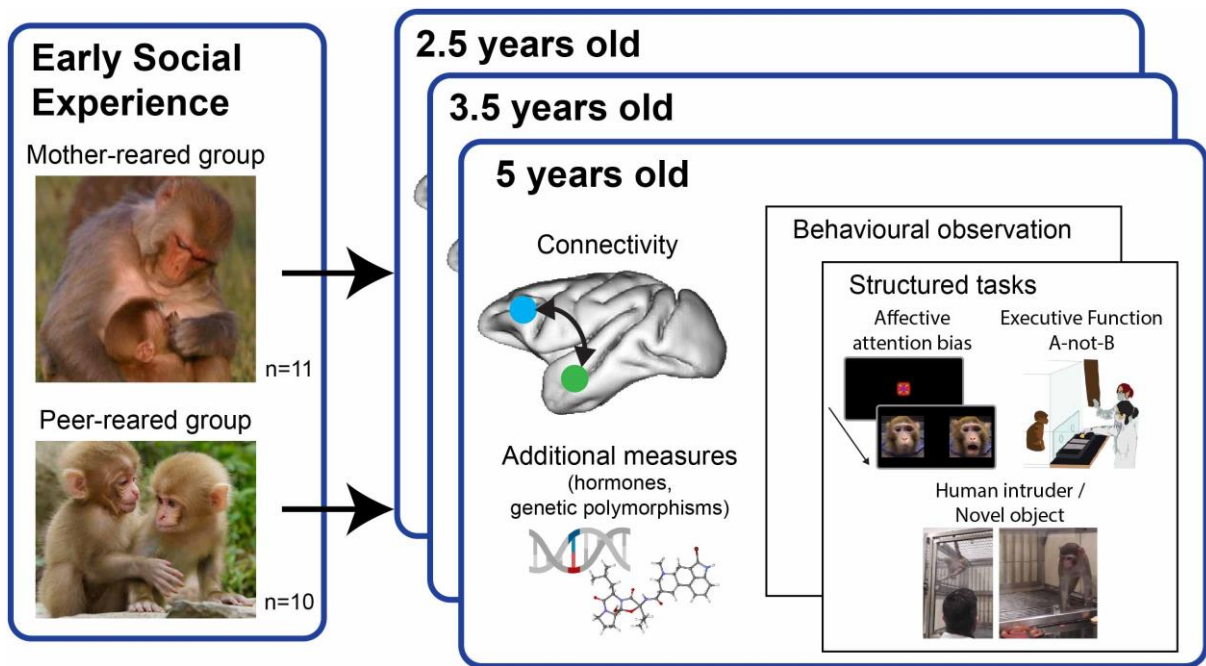 Early Social
Experience
Mother-reared group
n=11
Peer-reared group
n=10
2.5 years old
3.5 years old
5 years old
Connectivity
Additional measures
(hormones,
genetic polymorphisms)
Behavioural observation
Structured tasks
Affective
attention bias
Executive Function
A-not-B
Human intruder /
Novel object